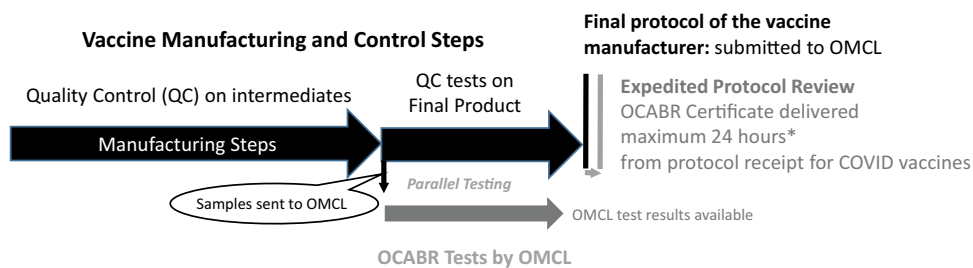 Vaccine Manufacturing and Control Steps
Final protocol of the vaccine
manufacturer: submitted to OMCL
Quality Control (QC) on intermediates
QC tests on
Final Product
Expedited Protocol Review
OCABR Certificate delivered
maximum 24 hours*
from protocol receipt for COVID vaccines
Manufacturing Steps
Parallel Testing
Samples sent to OMCL
OMCL test results available
OCABR Tests by OMCL